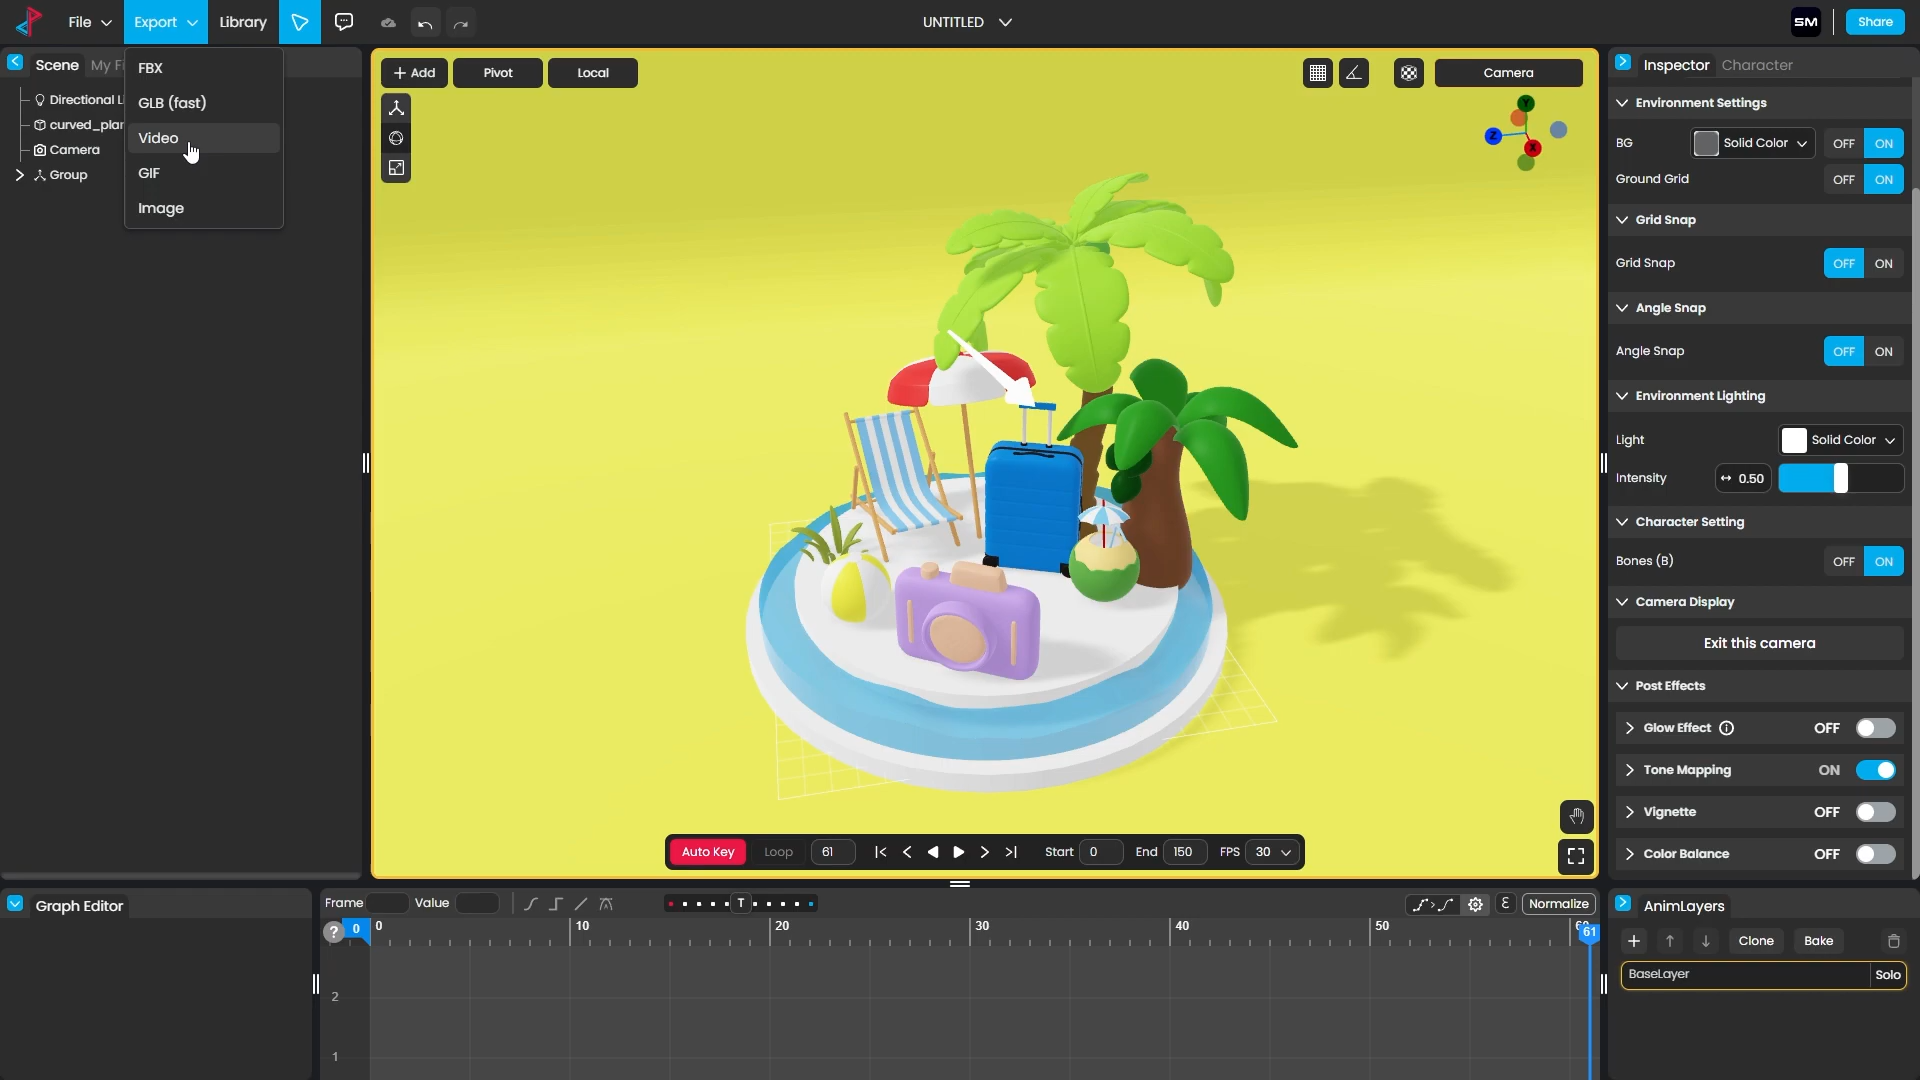 File
Export
Library
UNTITLED
SM
Share
Scene
My Fi
FBX
GLB (fast)
Video
GIF
Image
Directional Li
curved_plan
Camera
Group
Add
Pivot
Local
Camera
Y
Z
X
Inspector
Character
Environment Settings
BG
Solid Color
OFF
ON
Ground Grid
OFF
ON
Grid Snap
Grid Snap
OFF
ON
Angle Snap
Angle Snap
OFF
ON
Environment Lighting
Light
Solid Color
Intensity
0.50
Character Setting
Bones (B)
OFF
ON
Camera Display
Exit this camera
Post Effects
Glow Effect
OFF
Tone Mapping
ON
Vignette
OFF
Color Balance
OFF
Auto Key
Loop
61
Start
0
End
150
FPS
30
Graph Editor
Frame
Value
T
Normalize
?
0
0
10
20
30
40
50
61
2
1
AnimLayers
Clone
Bake
BaseLayer
Solo